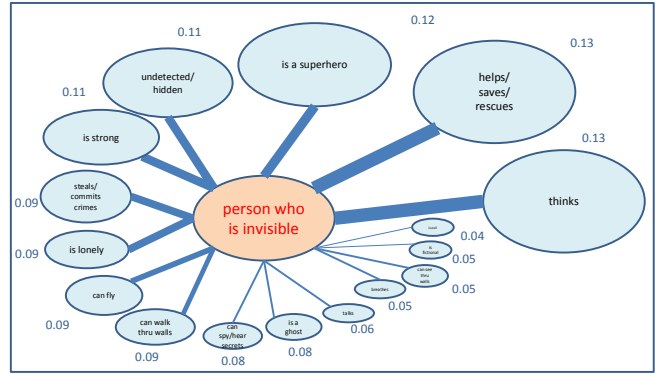 0.12
0.11
0.13
is a superhero
undetected/
hidden
helps/
saves/
rescues
0.11
0.13
is strong
steals/
commits
crimes
thinks
0.09
person who
is invisible
0.04
is lonely
is
fictional
0.09
0.05
can see
thru
walls
can fly
breathes
0.05
0.05
talks
0.06
can walk
thru walls
is a
ghost
can
spy/hear
secrets
0.09
0.09
0.08
0.08